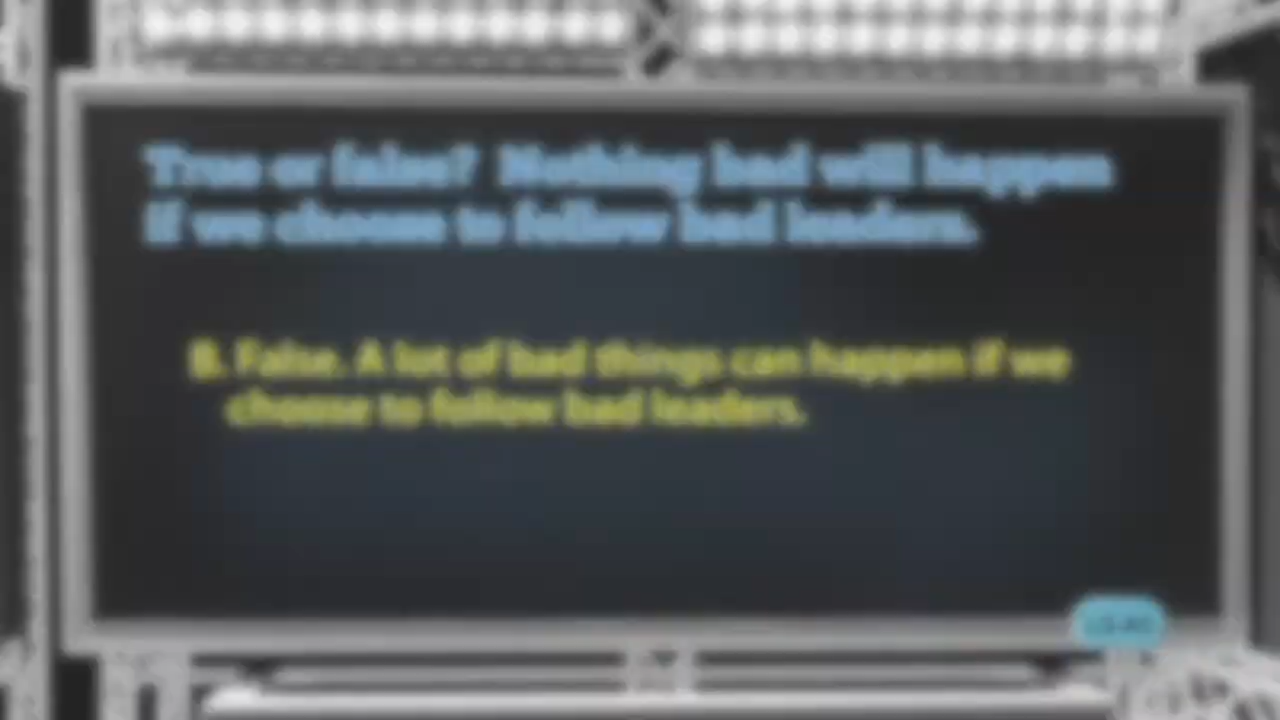 True or false? Nothing bad will happen
if we choose to follow bad leaders.
B. False. A lot of bad things can happen if we
choose to follow bad leaders.